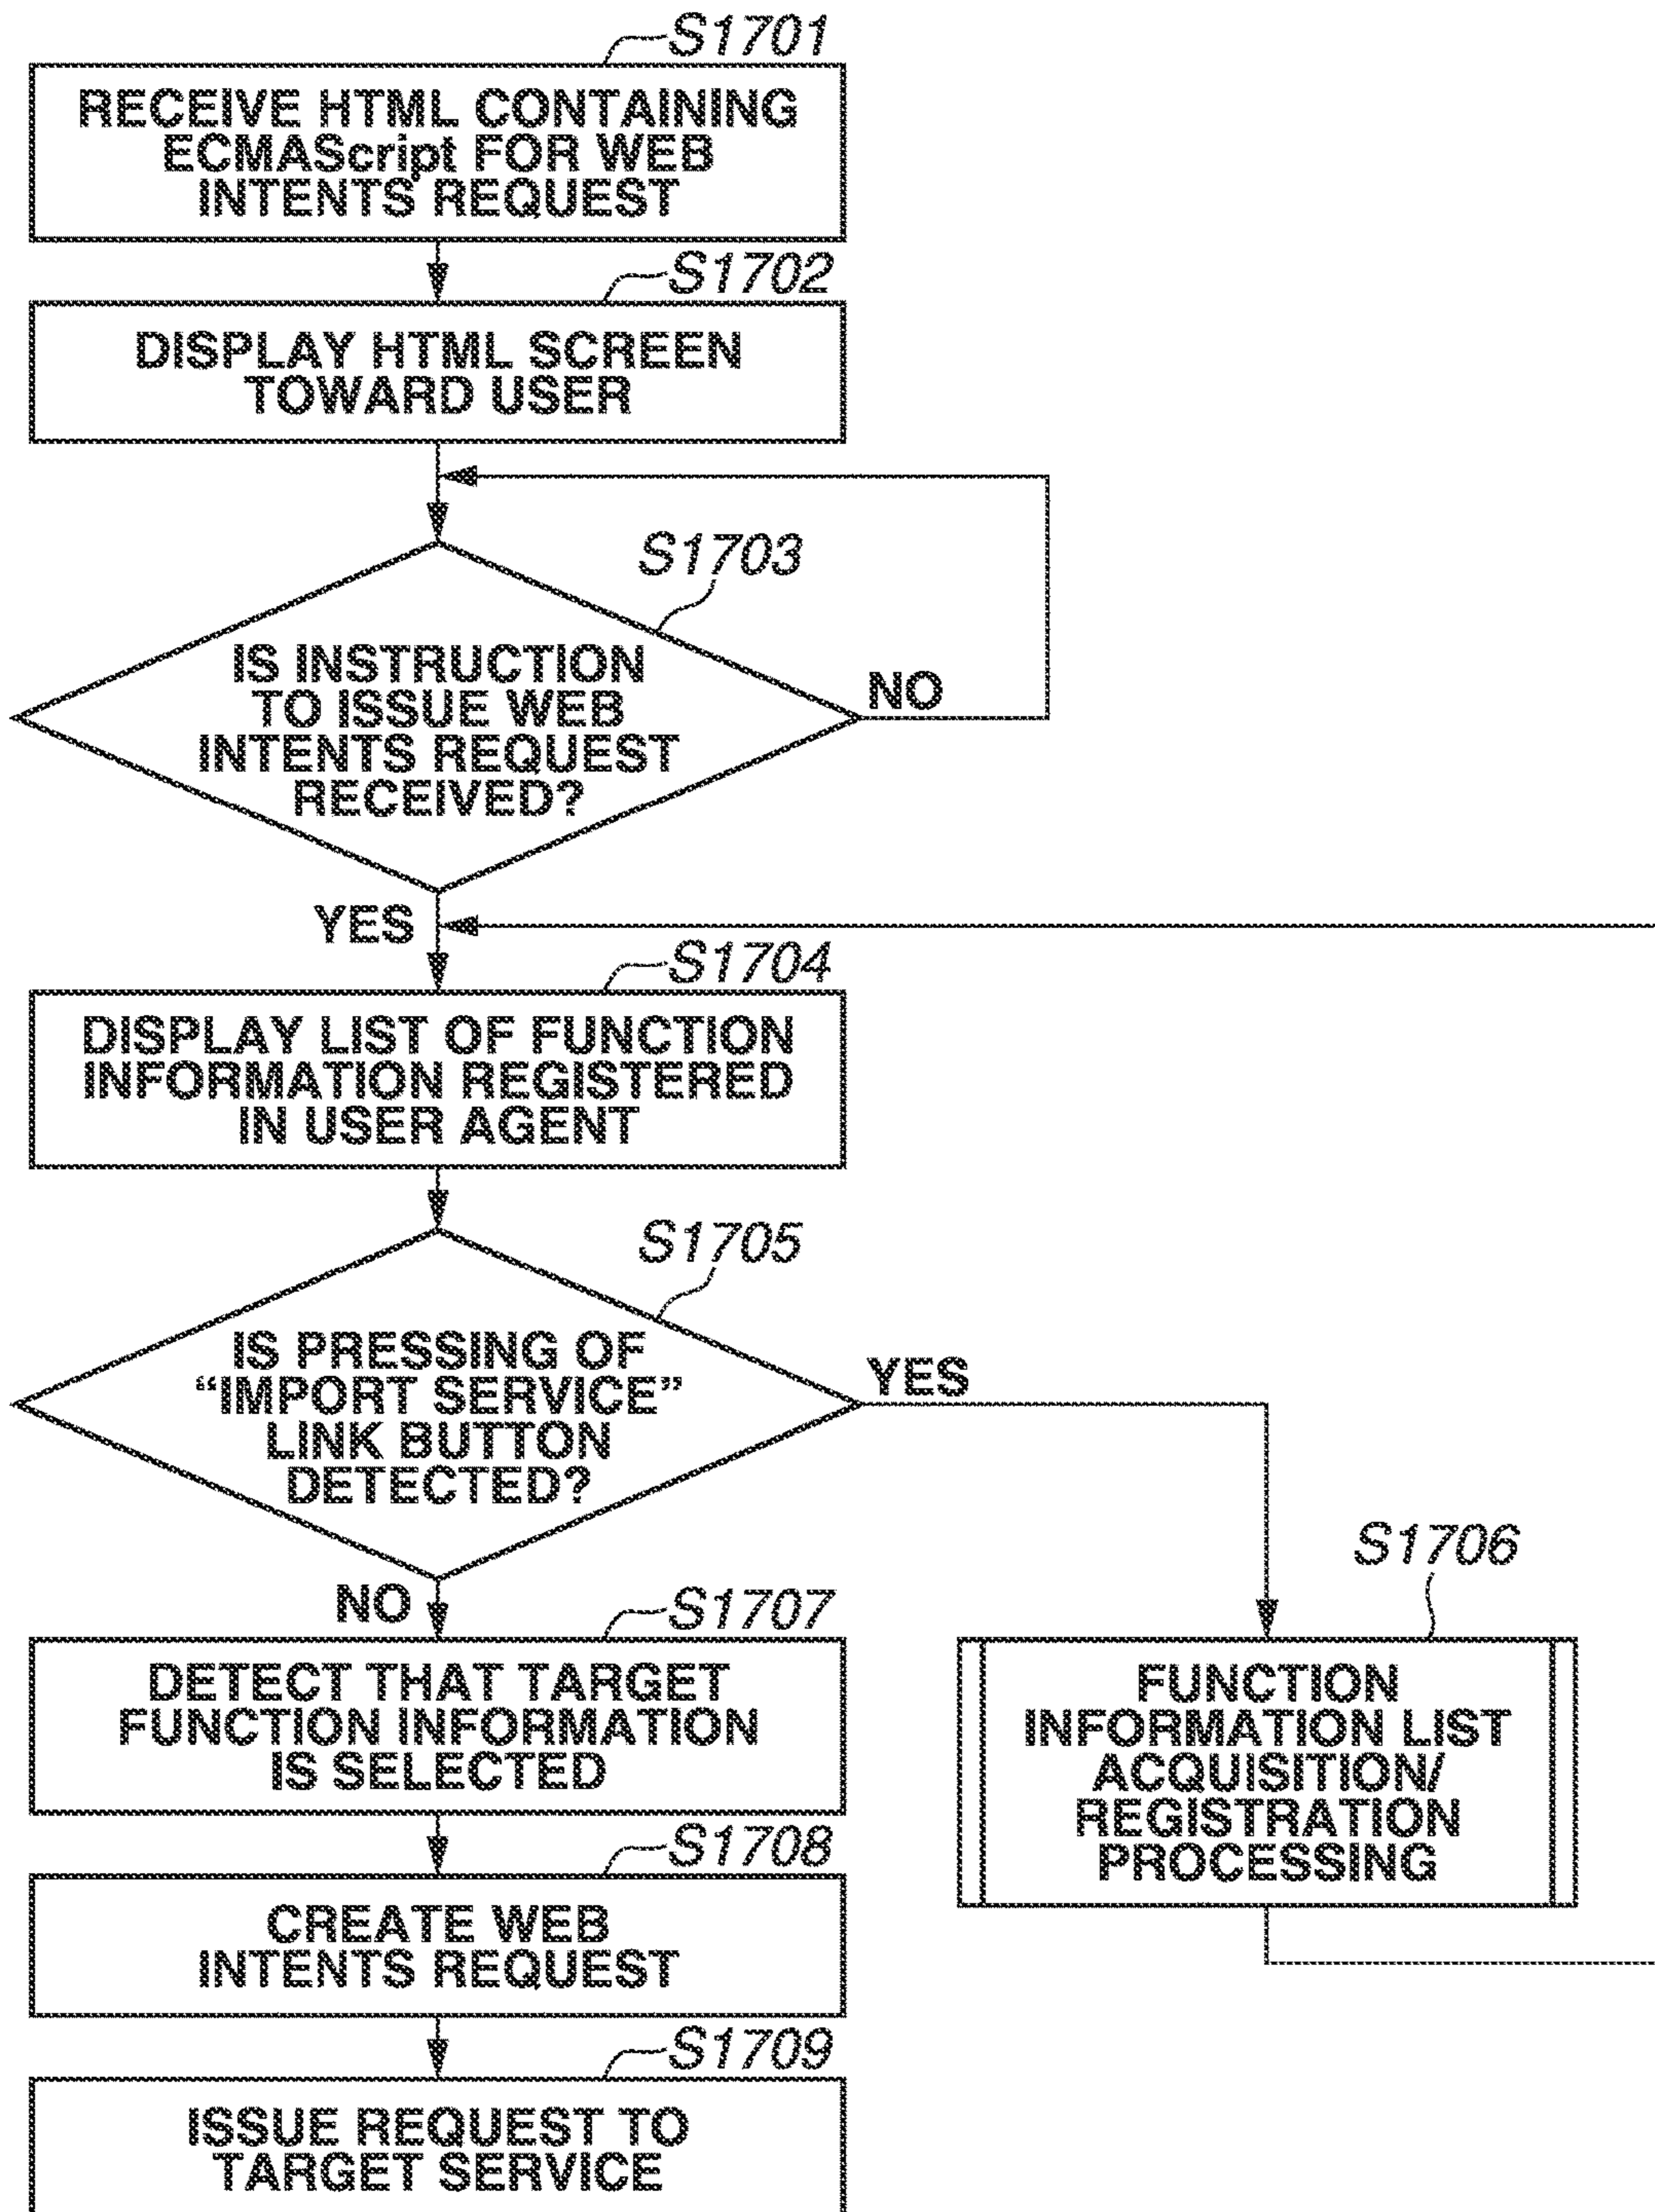 S1701
RECEIVE HTML CONTAINING
ECMAScript FOR WEB
INTENTS REQUEST
S1702
DISPLAY HTML SCREEN
TOWARD USER
S1703
IS INSTRUCTION
TO ISSUE WEB
INTENTS REQUEST
RECEIVED?
NO
YES
S1704
DISPLAY LIST OF FUNCTION
INFORMATION REGISTERED
IN USER AGENT
S1705
IS PRESSING OF
“IMPORT SERVICE”
LINK BUTTON
DETECTED?
YES
NO
S1706
FUNCTION
INFORMATION LIST
ACQUISITION/
REGISTRATION
PROCESSING
S1707
DETECT THAT TARGET
FUNCTION INFORMATION
IS SELECTED
S1708
CREATE WEB
INTENTS REQUEST
S1709
ISSUE REQUEST TO
TARGET SERVICE